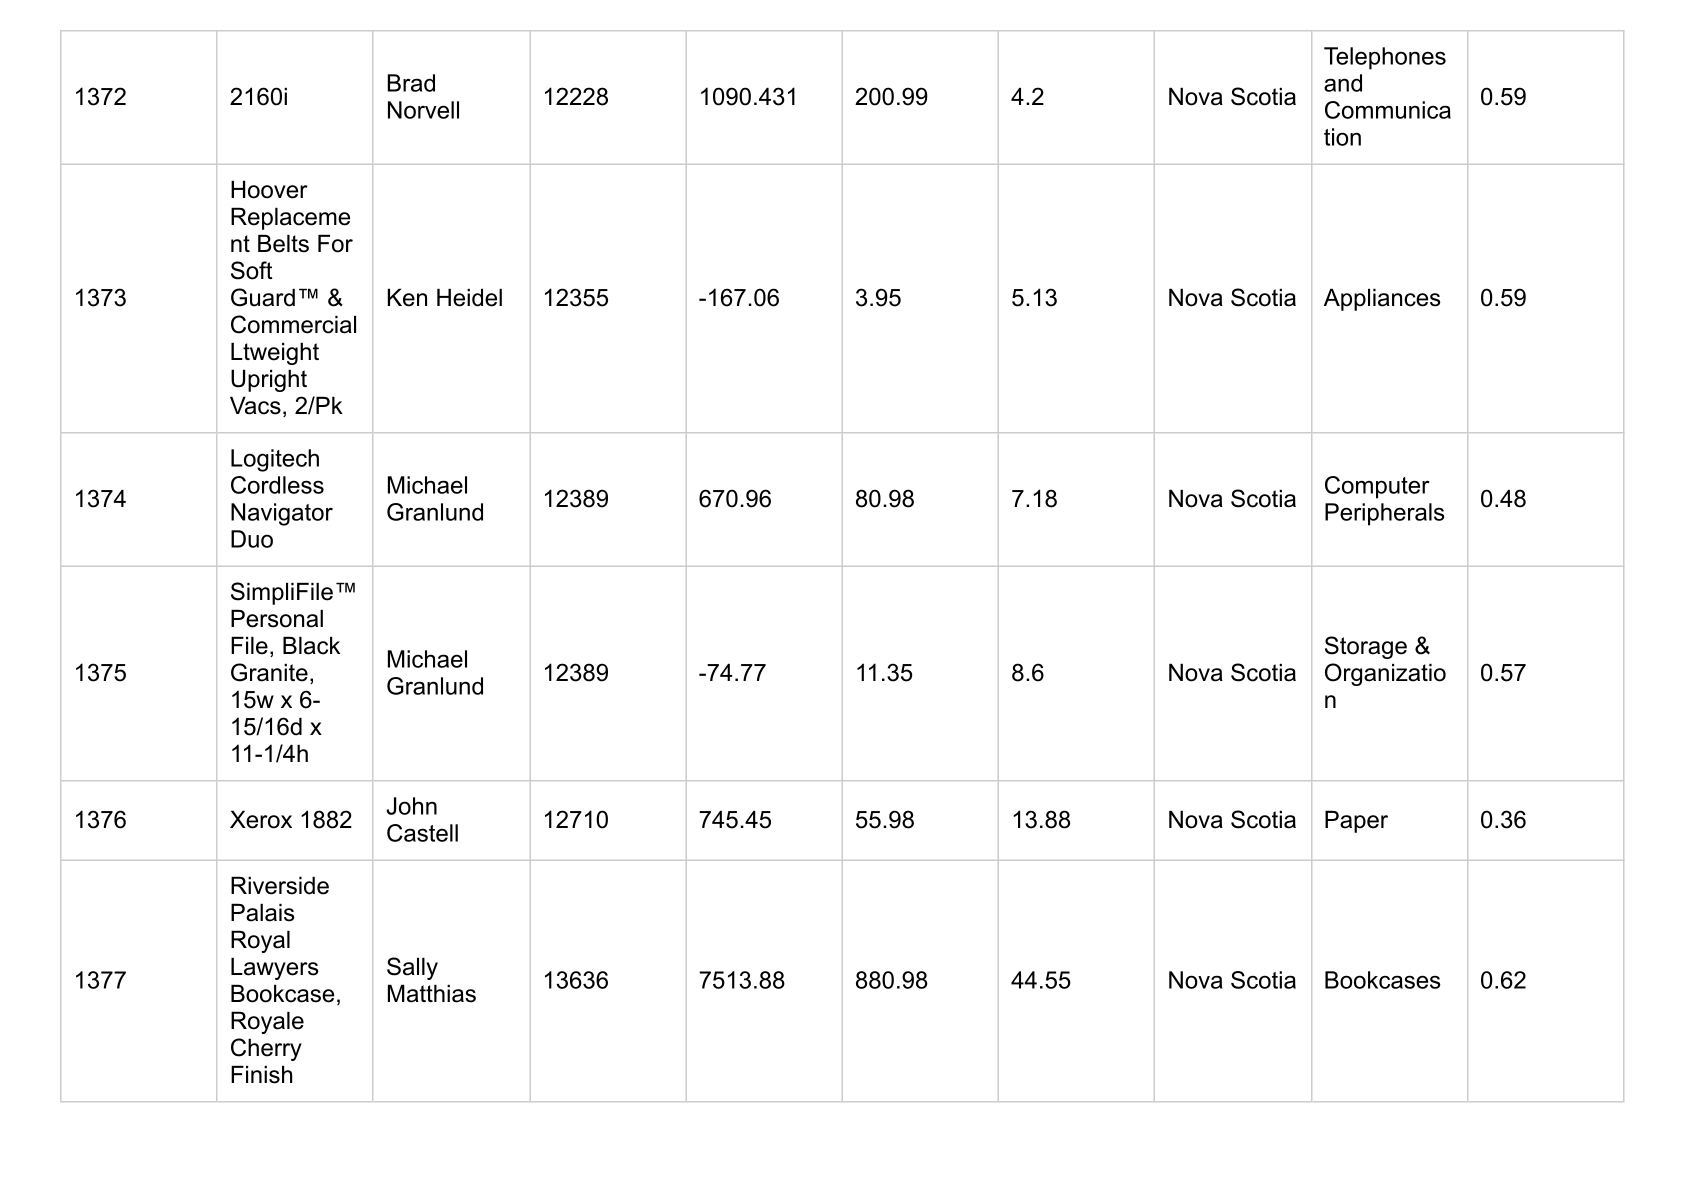 1372
2160i
Brad
Norvell
12228
1090.431
200.99
4.2
Nova Scotia
Telephones
and
Communica
tion
0.59
1373
Hoover
Replaceme
nt Belts For
Soft
Guard™ &
Commercial
Ltweight
Upright
Vacs, 2/Pk
Ken Heidel
12355
-167.06
3.95
5.13
Nova Scotia
Appliances
0.59
1374
Logitech
Cordless
Navigator
Duo
Michael
Granlund
12389
670.96
80.98
7.18
Nova Scotia
Computer
Peripherals
0.48
1375
SimpliFile™
Personal
File, Black
Granite,
15w x 6-
15/16d x
11-1/4h
Michael
Granlund
12389
-74.77
11.35
8.6
Nova Scotia
Storage &
Organizatio
n
0.57
1376
Xerox 1882
John
Castell
12710
745.45
55.98
13.88
Nova Scotia
Paper
0.36
1377
Riverside
Palais
Royal
Lawyers
Bookcase,
Royale
Cherry
Finish
Sally
Matthias
13636
7513.88
880.98
44.55
Nova Scotia
Bookcases
0.62